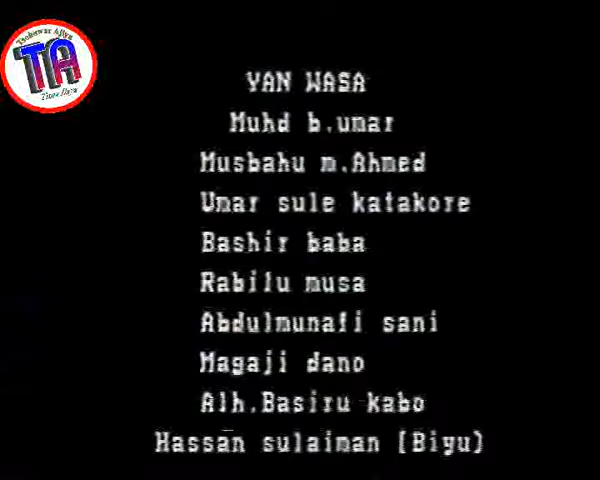 TA
YAN WASA
Muhd b.umar
Musbahu m.Ahmed
Umar sule katakore
Bashir baba
Rabilu musa
Abdulmunafi sani
Magaji dano
Alh.Basiru kabo
Hassan sulaiman (Biyu)